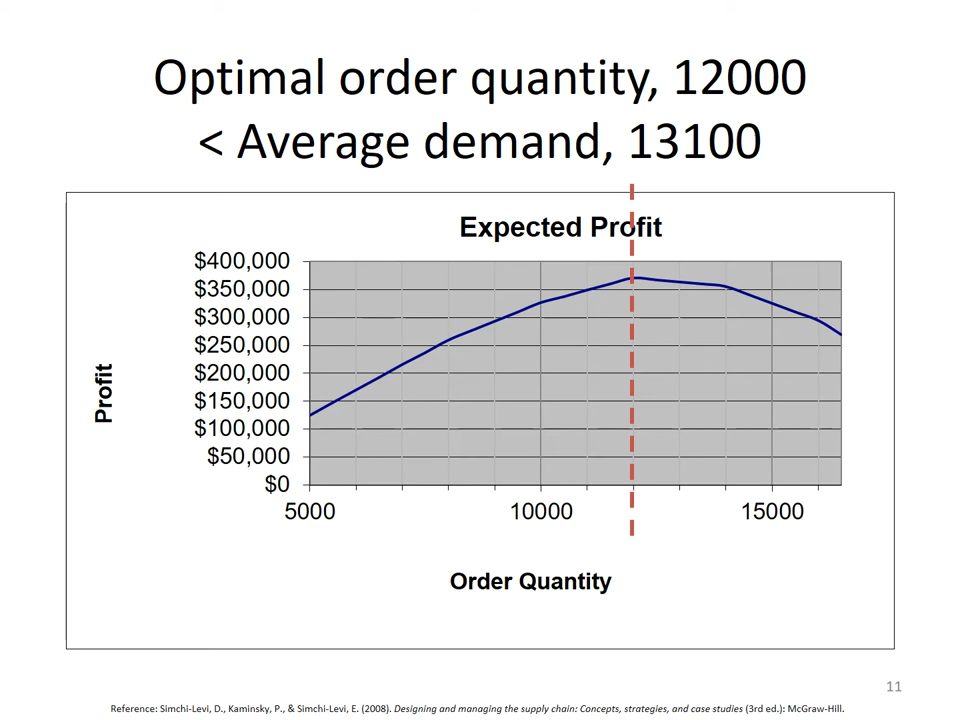 Optimal order quantity, 12000
< Average demand, 13100
Expected Profit
$400,000
$350,000
$300,000
$250,000
$200,000
$150,000
$100,000
$50,000
$0
Profit
5000 10000 15000
Order Quantity
11
Reference: Simchi-Levi, D., Kaminsky, P., & Simchi-Levi, E. (2008). Designing and managing the supply chain: Concepts, strategies, and case studies (3rd ed.): McGraw-Hill.